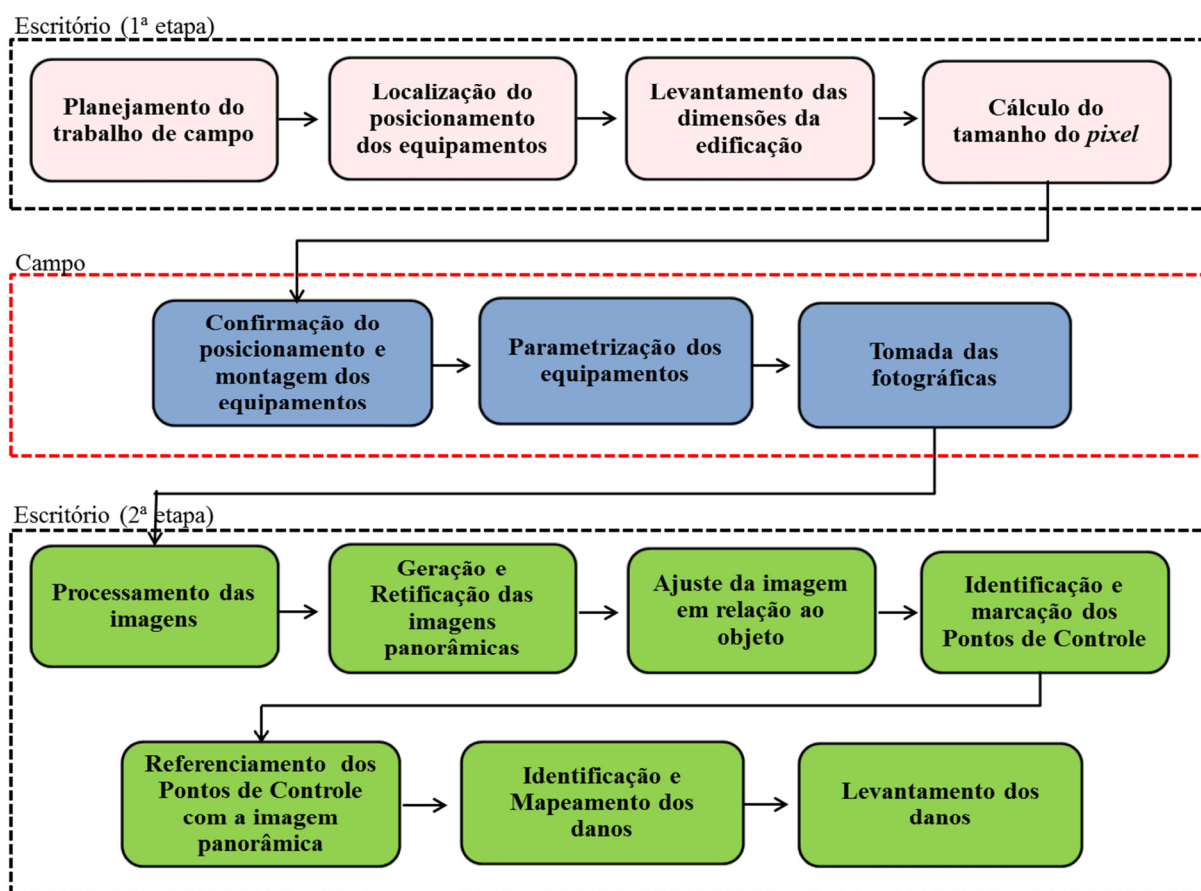 Escritório (1ª etapa)
Planejamento do
trabalho de campo
Localização do
posicionamento
dos equipamentos
Levantamento das
dimensões da
edificação
Cálculo do
tamanho do pixel
Campo
Confirmação do
posicionamento e
montagem dos
equipamentos
Parametrização dos
equipamentos
Tomada das
fotográficas
Escritório (2ª etapa)
Processamento das
imagens
Geração e
Retificação das
imagens
panorâmicas
Ajuste da imagem
em relação ao
objeto
Identificação e
marcação dos
Pontos de Controle
Referenciamento dos
Pontos de Controle
com a imagem
panorâmica
Identificação e
Mapeamento dos
danos
Levantamento dos
danos